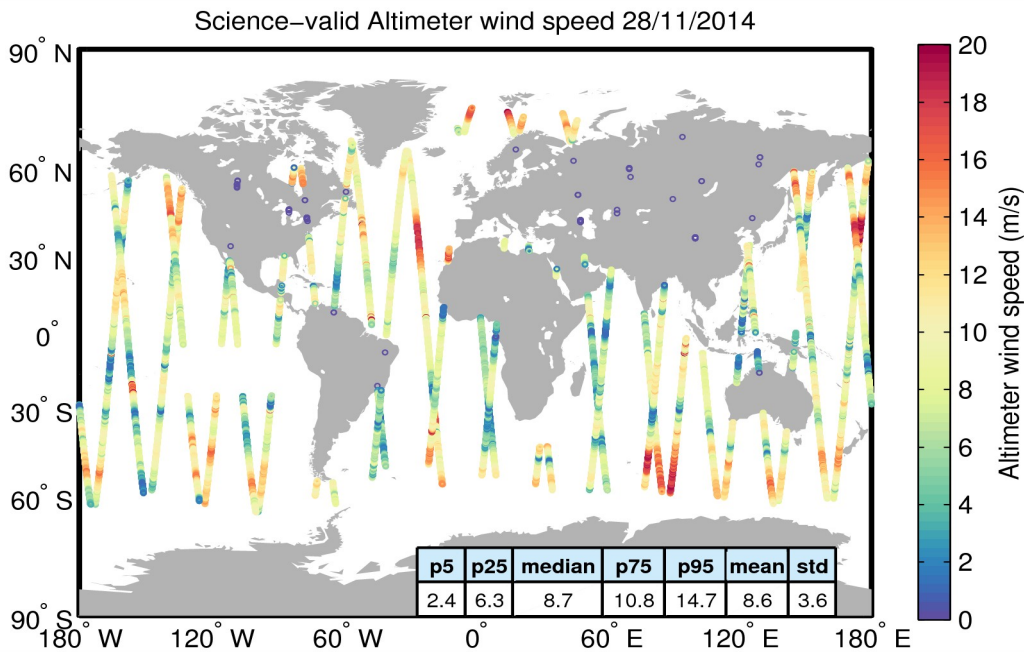 Science−valid Altimeter wind speed 28/11/2014
90° N
60° N
30° N
0°
30° S
60° S
90° S
180° W
120° W
60° W
0°
60° E
120° E
180° E
p5 p25 median p75 p95 mean std
2.4 6.3 8.7 10.8 14.7 8.6 3.6
20
18
16
14
12
10
8
6
4
2
0
Altimeter wind speed (m/s)